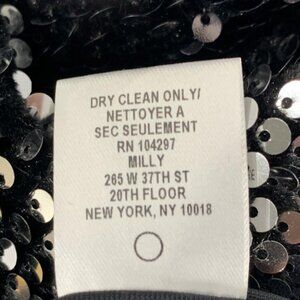 DRY CLEAN ONLY/
NETTOYER A
SEC SEULEMENT
RN 104297
MILLY
265 W 37TH ST
20TH FLOOR
NEW YORK, NY 10018